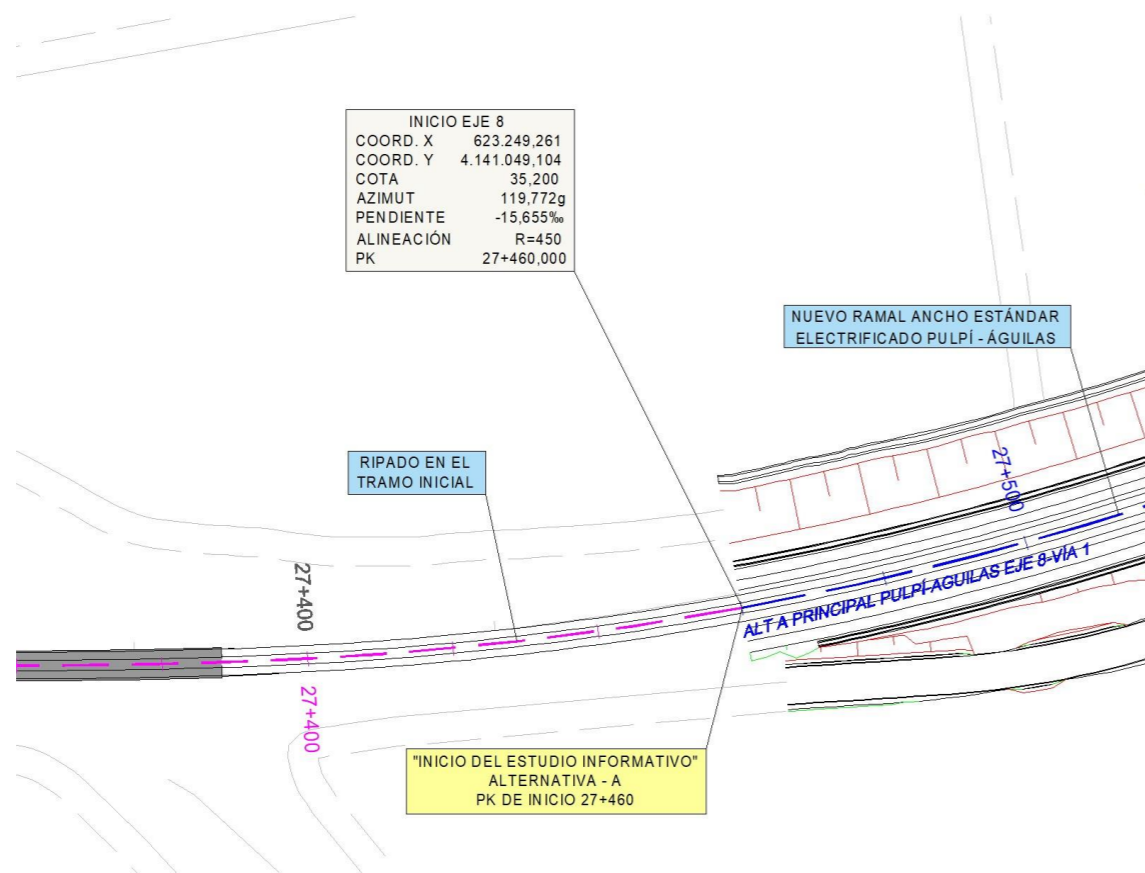 INICIO EJE 8
COORD. X 623.249,261
COORD. Y 4.141.049,104
COTA 35,200
AZIMUT 119,772g
PENDIENTE -15,655‰
ALINEACIÓN R=450
PK 27+460,000
NUEVO RAMAL ANCHO ESTÁNDAR
ELECTRIFICADO PULPÍ - ÁGUILAS
RIPADO EN EL
TRAMO INICIAL
27+500
ALT A PRINCIPAL PULPÍ-AGUILAS EJE 8-VÍA 1
27+400
27+400
"INICIO DEL ESTUDIO INFORMATIVO"
ALTERNATIVA - A
PK DE INICIO 27+460